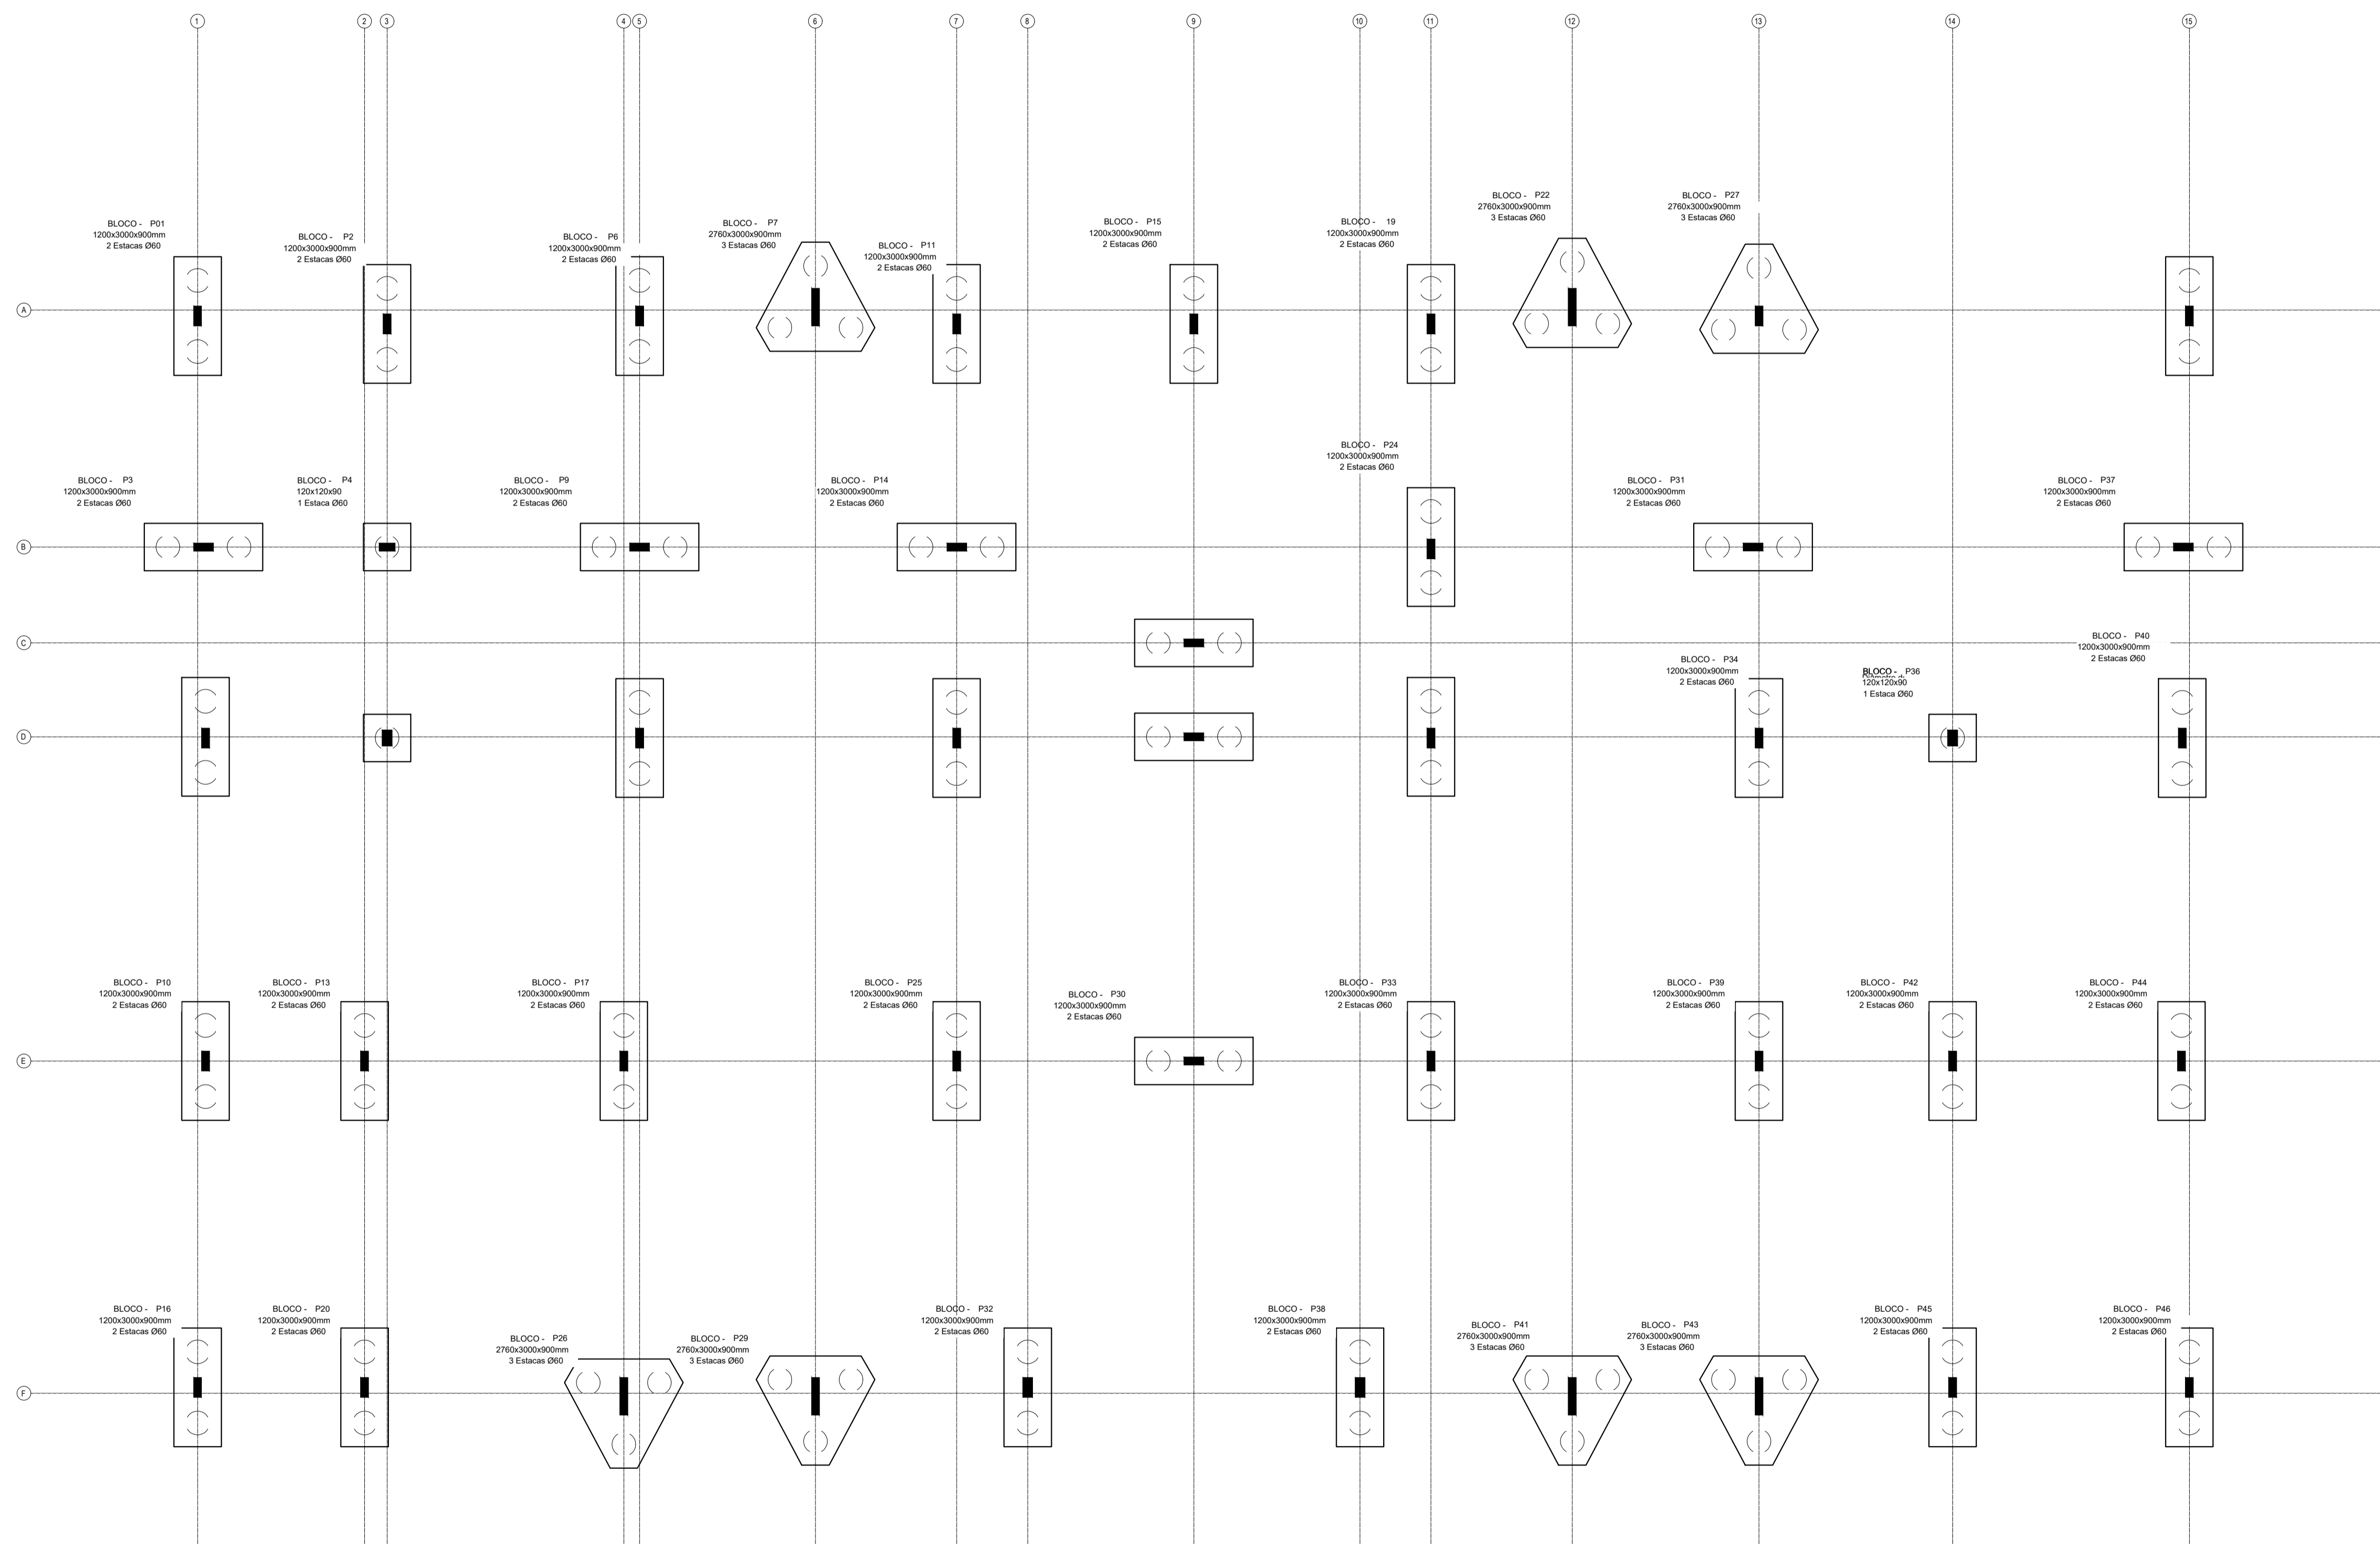 1
2
3
4
5
6
7
8
9
10
11
12
13
14
15
BLOCO - P01
1200x3000x900mm
2 Estacas Ø60
BLOCO - P2
1200x3000x900mm
2 Estacas Ø60
BLOCO - P6
1200x3000x900mm
2 Estacas Ø60
BLOCO - P7
2760x3000x900mm
3 Estacas Ø60
BLOCO - P11
1200x3000x900mm
2 Estacas Ø60
BLOCO - P15
1200x3000x900mm
2 Estacas Ø60
BLOCO - 19
1200x3000x900mm
2 Estacas Ø60
BLOCO - P22
2760x3000x900mm
3 Estacas Ø60
BLOCO - P27
2760x3000x900mm
3 Estacas Ø60
A
BLOCO - P3
1200x3000x900mm
2 Estacas Ø60
BLOCO - P4
120x120x90
1 Estaca Ø60
BLOCO - P9
1200x3000x900mm
2 Estacas Ø60
BLOCO - P14
1200x3000x900mm
2 Estacas Ø60
BLOCO - P24
1200x3000x900mm
2 Estacas Ø60
BLOCO - P31
1200x3000x900mm
2 Estacas Ø60
BLOCO - P37
1200x3000x900mm
2 Estacas Ø60
B
C
BLOCO - P34
1200x3000x900mm
2 Estacas Ø60
BLOCO - P36
120x120x90
1 Estaca Ø60
BLOCO - P40
1200x3000x900mm
2 Estacas Ø60
D
BLOCO - P10
1200x3000x900mm
2 Estacas Ø60
BLOCO - P13
1200x3000x900mm
2 Estacas Ø60
BLOCO - P17
1200x3000x900mm
2 Estacas Ø60
BLOCO - P25
1200x3000x900mm
2 Estacas Ø60
BLOCO - P30
1200x3000x900mm
2 Estacas Ø60
BLOCO - P33
1200x3000x900mm
2 Estacas Ø60
BLOCO - P39
1200x3000x900mm
2 Estacas Ø60
BLOCO - P42
1200x3000x900mm
2 Estacas Ø60
BLOCO - P44
1200x3000x900mm
2 Estacas Ø60
E
BLOCO - P16
1200x3000x900mm
2 Estacas Ø60
BLOCO - P20
1200x3000x900mm
2 Estacas Ø60
BLOCO - P26
2760x3000x900mm
3 Estacas Ø60
BLOCO - P29
2760x3000x900mm
3 Estacas Ø60
BLOCO - P32
1200x3000x900mm
2 Estacas Ø60
BLOCO - P38
1200x3000x900mm
2 Estacas Ø60
BLOCO - P41
2760x3000x900mm
3 Estacas Ø60
BLOCO - P43
2760x3000x900mm
3 Estacas Ø60
BLOCO - P45
1200x3000x900mm
2 Estacas Ø60
BLOCO - P46
1200x3000x900mm
2 Estacas Ø60
F